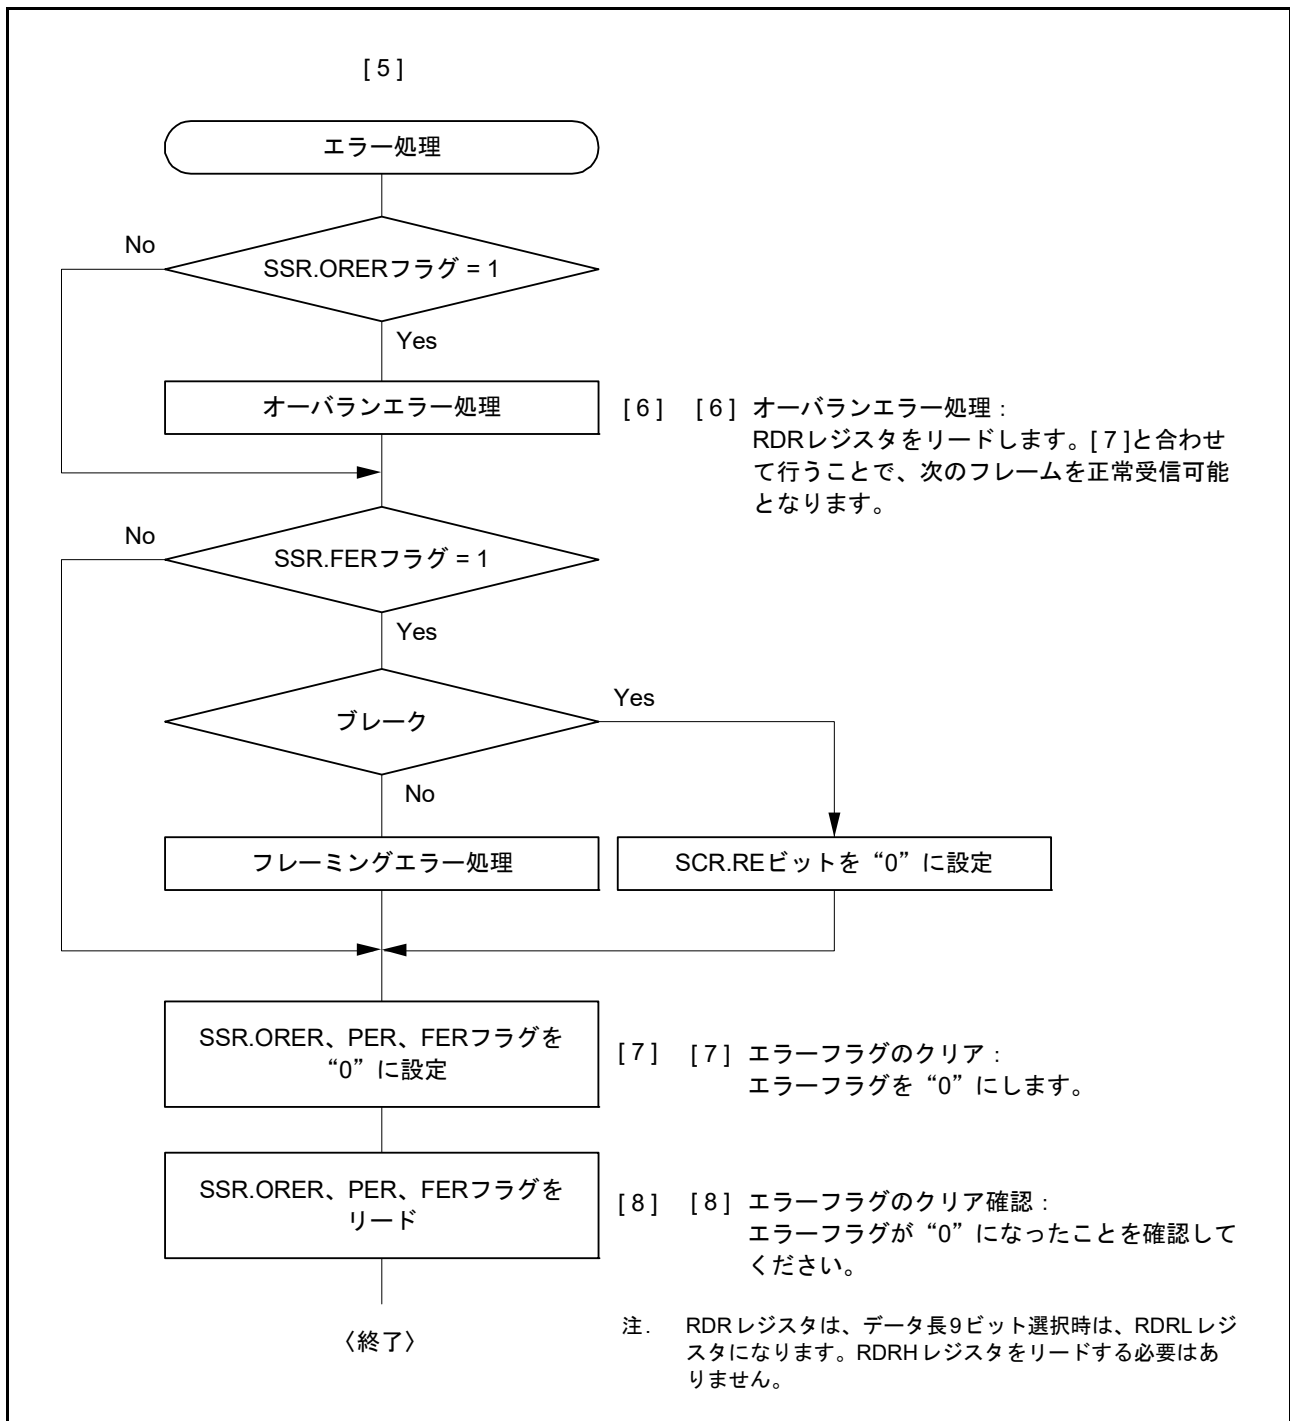 [ 5 ]
エラー処理
No
SSR.ORERフラグ = 1
Yes
オーバランエラー処理
[ 6 ]
[ 6 ] オーバランエラー処理：
RDRレジスタをリードします。[ 7 ]と合わせ
て行うことで、次のフレームを正常受信可能
となります。
No
SSR.FERフラグ = 1
Yes
ブレーク
Yes
No
フレーミングエラー処理
SCR.REビットを“0”に設定
SSR.ORER、PER、FERフラグを
“0”に設定
[ 7 ]
[ 7 ] エラーフラグのクリア：
エラーフラグを“0”にします。
SSR.ORER、PER、FERフラグを
リード
[ 8 ]
[ 8 ] エラーフラグのクリア確認：
エラーフラグが“0”になったことを確認して
ください。
〈終了〉
注. RDRレジスタは、データ長9ビット選択時は、RDRLレジ
スタになります。RDRHレジスタをリードする必要はあ
りません。